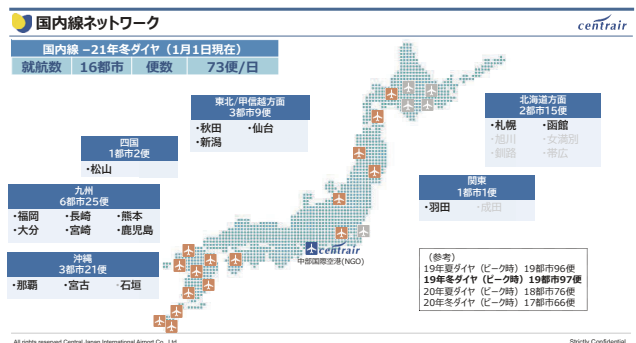 国内線ネットワーク
centrair
国内線 –21年冬ダイヤ（1月1日現在）
就航数 16都市 便数 73便/日
東北/甲信越方面
3都市9便
・秋田 ・仙台
・新潟
北海道方面
2都市15便
・札幌 ・函館
・旭川 ・女満別
・釧路 ・帯広
四国
1都市2便
・松山
九州
6都市25便
・福岡 ・長崎 ・熊本
・大分 ・宮崎 ・鹿児島
関東
1都市1便
・羽田 ・成田
沖縄
3都市21便
・那覇 ・宮古 ・石垣
centrair
中部国際空港(NGO)
（参考）
19年夏ダイヤ（ピーク時）19都市96便
19年冬ダイヤ（ピーク時）19都市97便
20年夏ダイヤ（ピーク時）18都市76便
20年冬ダイヤ（ピーク時）17都市66便
All rights reserved Central Japan International Airport Co., Ltd.
Strictly Confidential